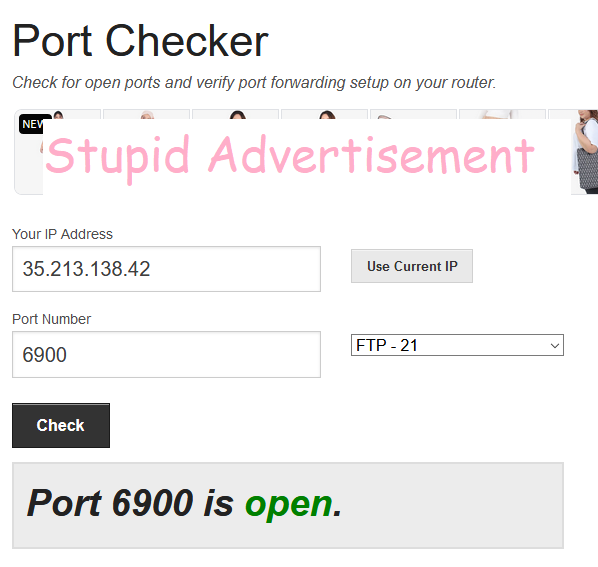 Port Checker
Check for open ports and verify port forwarding setup on your router.
NEW
Stupid Advertisement
Your IP Address
35.213.138.42
Use Current IP
Port Number
6900
FTP - 21
Check
Port 6900 is open.